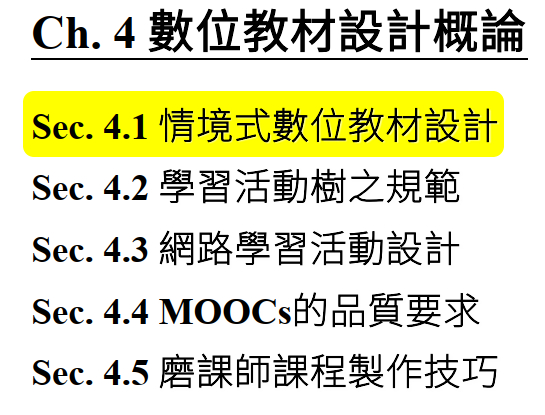 Ch. 4 數位教材設計概論
Sec. 4.1 情境式數位教材設計
Sec. 4.2 學習活動樹之規範
Sec. 4.3 網路學習活動設計
Sec. 4.4 MOOCs的品質要求
Sec. 4.5 磨課師課程製作技巧